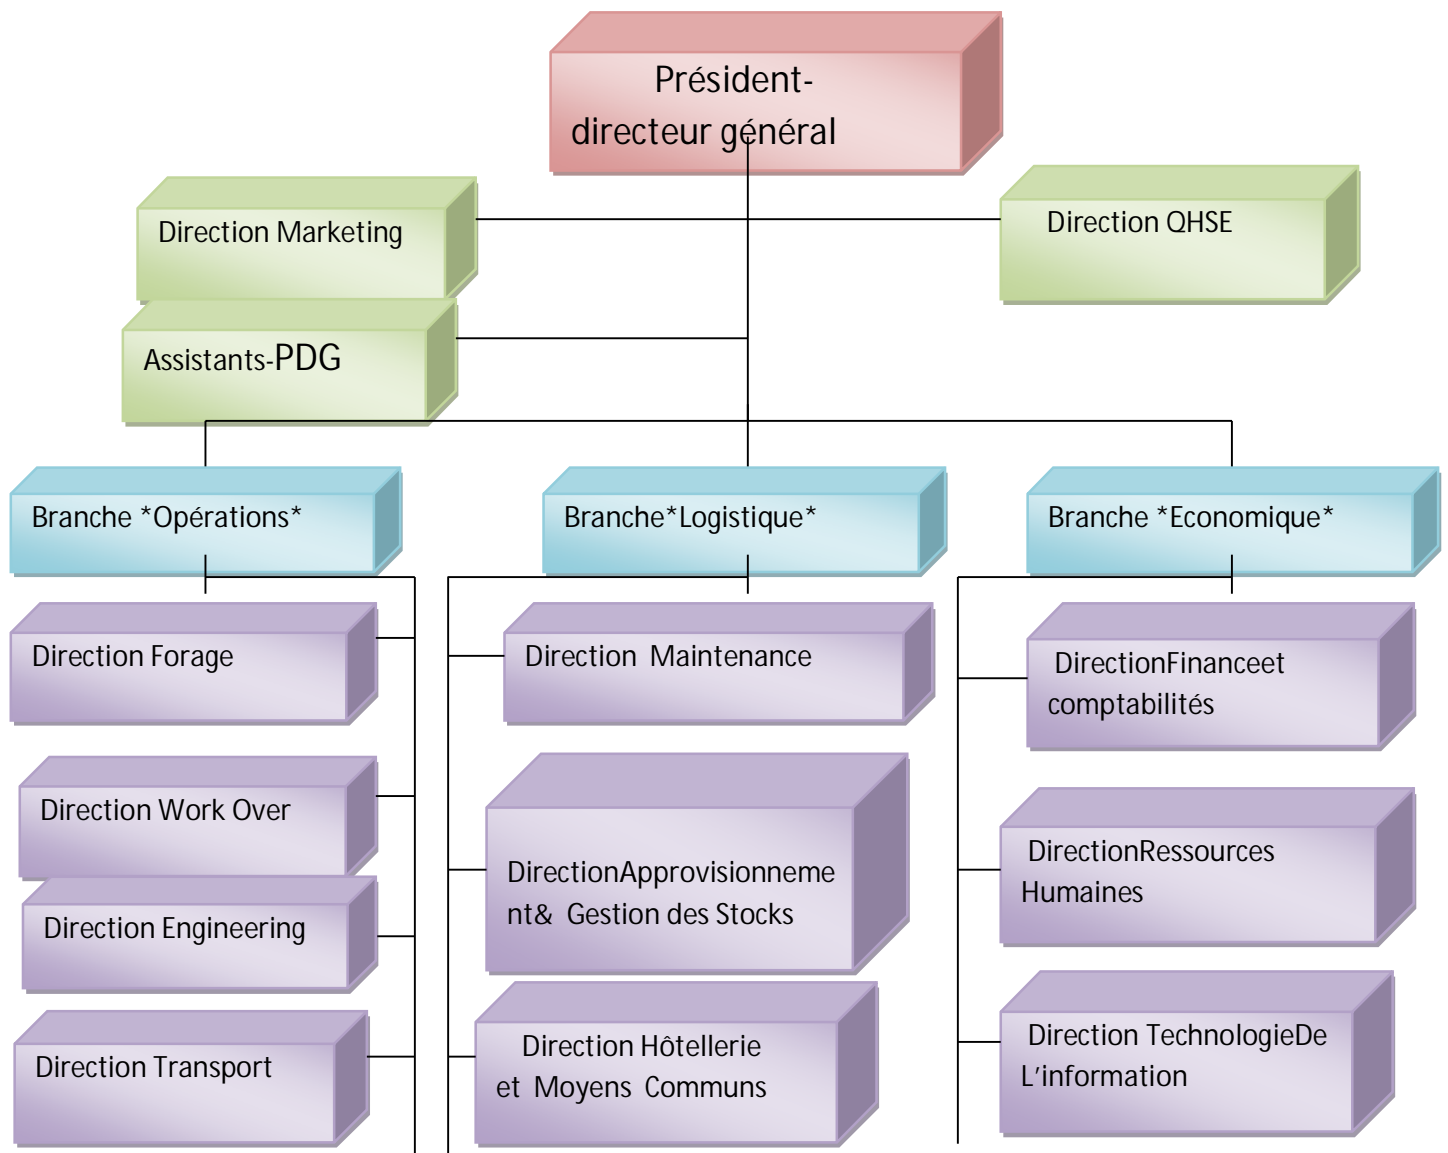 Président-
directeur général
Direction Marketing
Direction QHSE
Assistants-PDG
Branche *Opérations*
Branche*Logistique*
Branche *Economique*
Direction Forage
Direction  Maintenance
DirectionFinanceet
comptabilités
Direction Work Over
DirectionApprovisionneme
nt&  Gestion des Stocks
DirectionRessources
Humaines
Direction Engineering
Direction Transport
Direction Hôtellerie
et  Moyens  Communs
Direction TechnologieDe
L'information